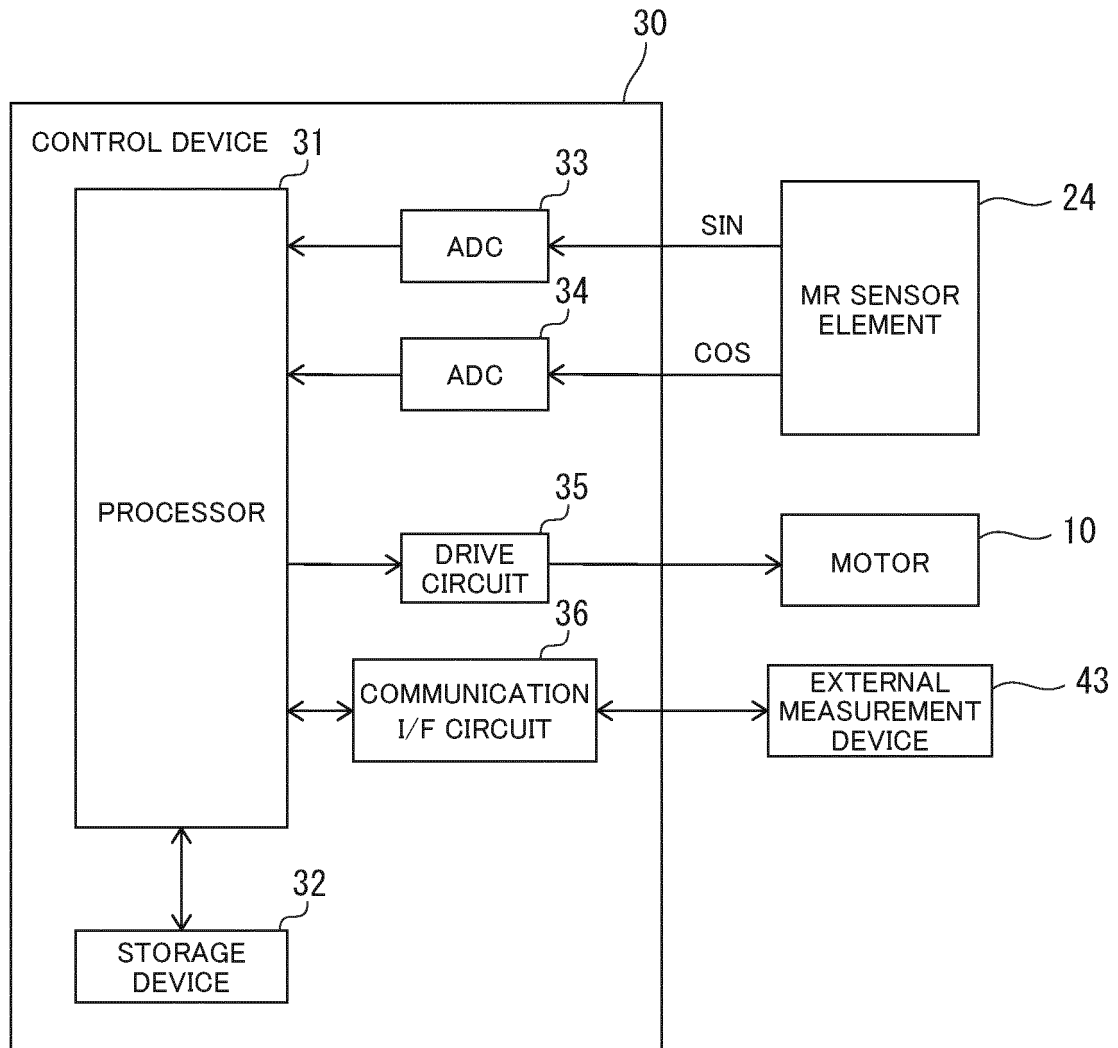 30
CONTROL DEVICE
31
33
24
ADC
SIN
MR SENSOR
ELEMENT
34
ADC
COS
PROCESSOR
35
DRIVE
CIRCUIT
10
MOTOR
36
COMMUNICATION
I/F CIRCUIT
43
EXTERNAL
MEASUREMENT
DEVICE
32
STORAGE
DEVICE